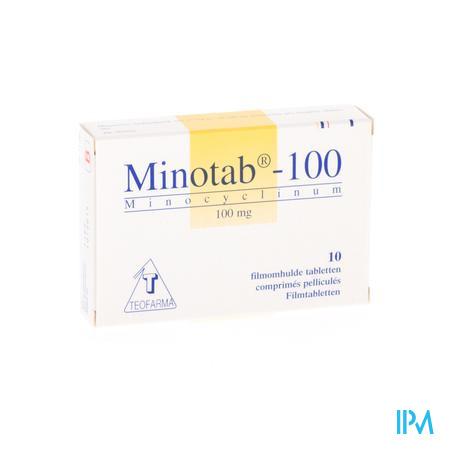 Minotab®-100
Minocyclinum
100 mg
10
filmomhulde tabletten
comprimés pelliculés
Filmtabletten
T
TEOFARMA
IPM